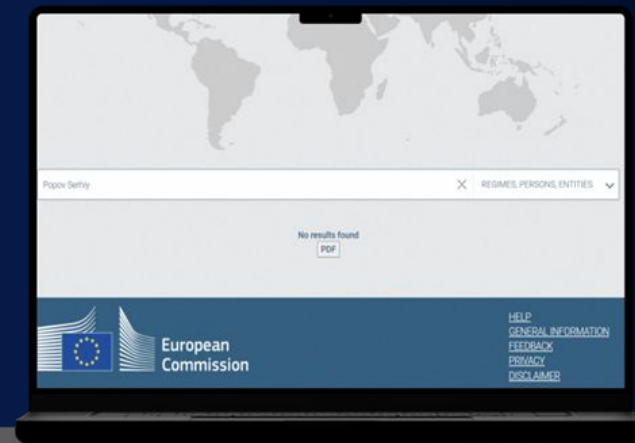 Popov Serhiy
REGIMES, PERSONS, ENTITIES
No results found
PDF
European
Commission
HELP
GENERAL INFORMATION
FEEDBACK
PRIVACY
DISCLAIMER